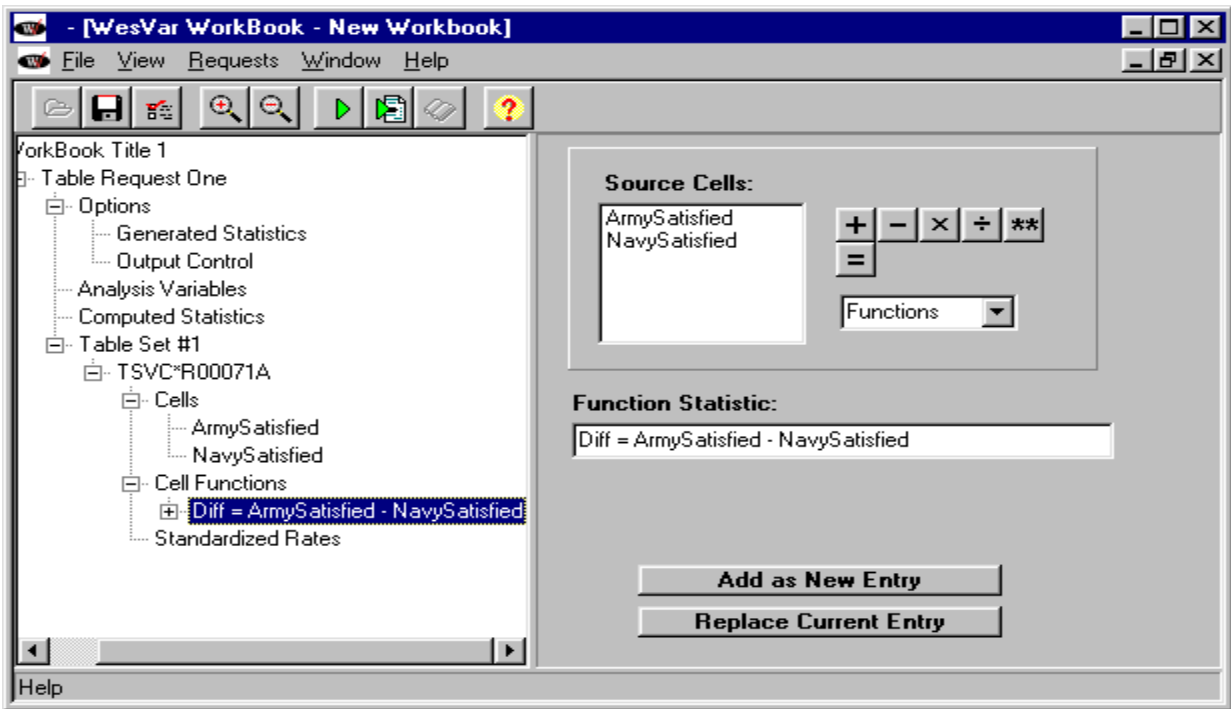 - [WesVar WorkBook - New Workbook]
File View Requests Window Help
orkBook Title 1
Table Request One
Options
Generated Statistics
Output Control
Analysis Variables
Computed Statistics
Table Set #1
TSVC*R00071A
Cells
ArmySatisfied
NavySatisfied
Cell Functions
Diff = ArmySatisfied - NavySatisfied
Standardized Rates
Source Cells:
ArmySatisfied
NavySatisfied
+ - × ÷ **
=
Functions
Function Statistic:
Diff = ArmySatisfied - NavySatisfied
Add as New Entry
Replace Current Entry
Help